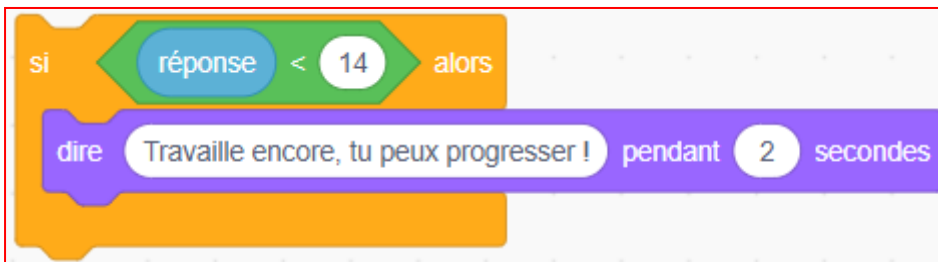 si réponse < 14 alors
dire Travaille encore, tu peux progresser ! pendant 2 secondes